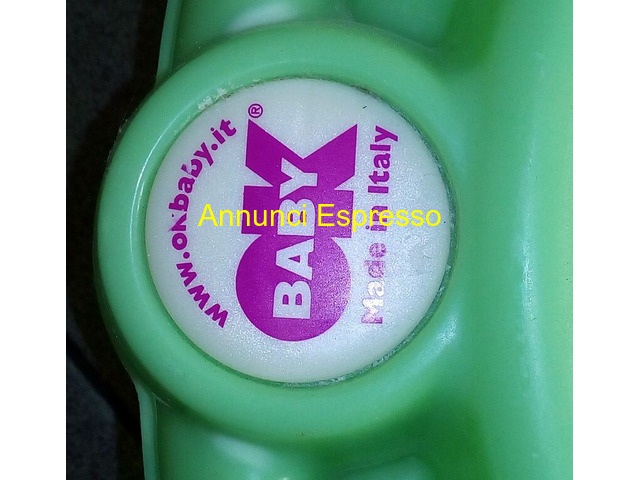 www.okbaby.it
OK
BABY
®
Made in Italy
Annunci Espresso